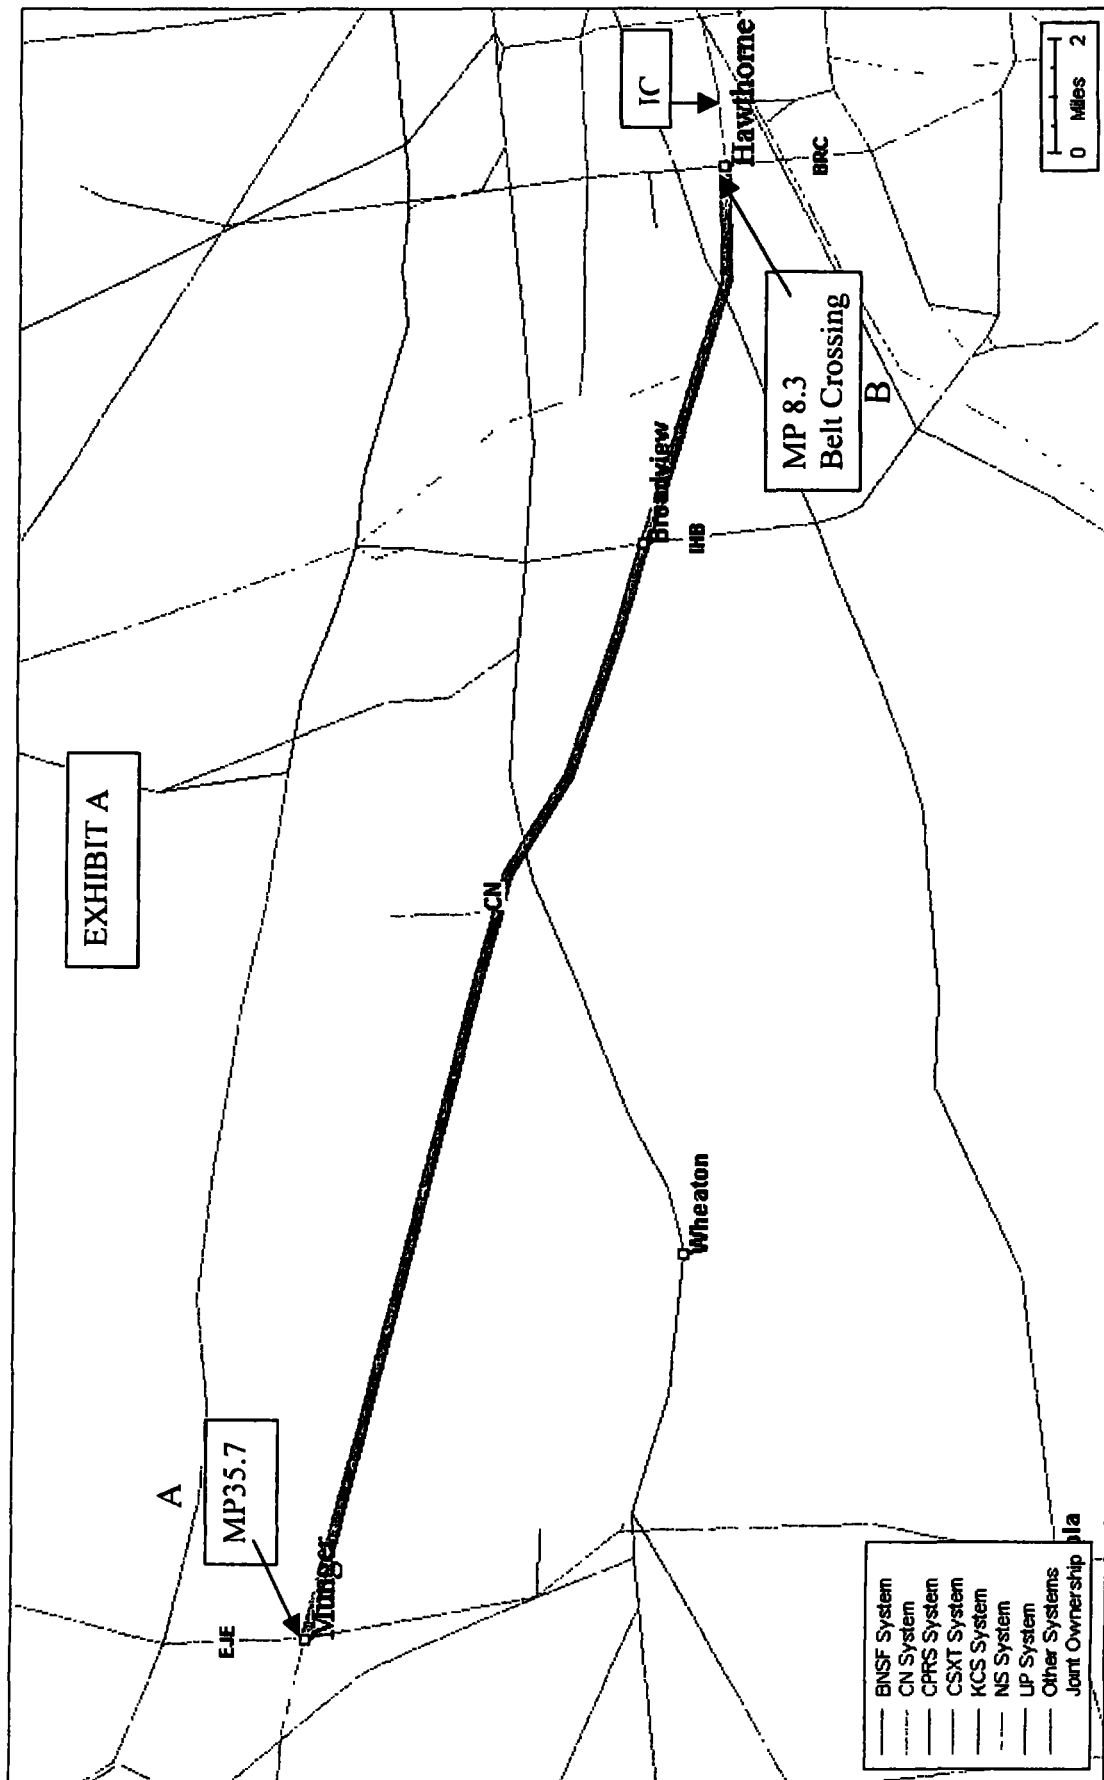 EXHIBIT A
A
MP35.7
EJE
Munger
CN
Wheaton
Broadview
IHB
IC
Hawthorne
BRC
MP 8.3
Belt Crossing
B
0 Miles 2
BNSF System
CN System
CPRS System
CSXT System
KCS System
NS System
UP System
Other Systems
Joint Ownership